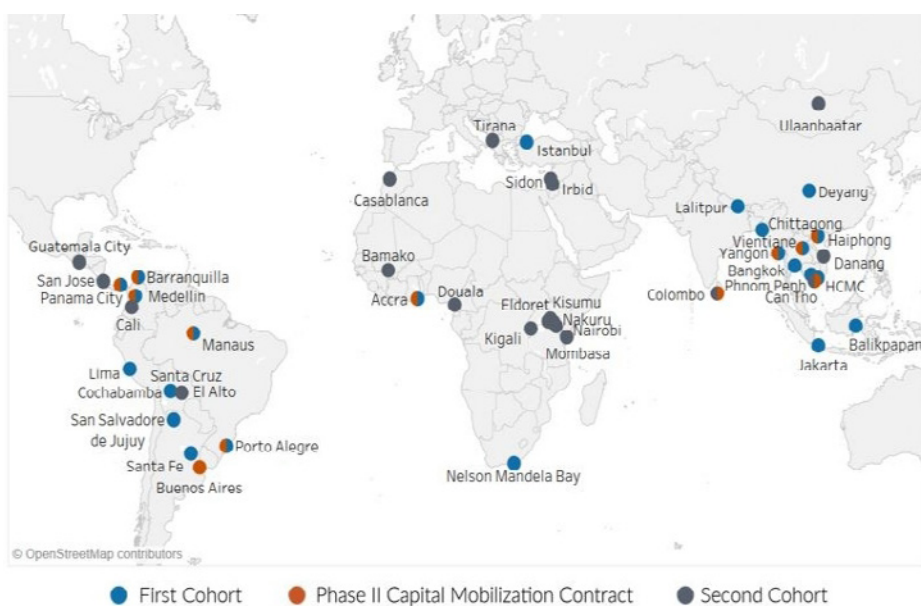 Ulaanbaatar
Tirana
Istanbul
Casablanca
Sidon
Irbid
Deyang
Lalitpur
Chittagong
Vientiane
Haiphong
Yangon
Guatemala City
Bamako
Bangkok
Danang
San Jose
Barranquilla
Panama City
Medellin
Accra
Douala
Colombo
Phnom Penh
HCMC
Can Tho
Cali
Eldoret
Kisumu
Nakuru
Nairobi
Kigali
Mombasa
Manaus
Balikpapan
Jakarta
Lima
Santa Cruz
Cochabamba
El Alto
San Salvadore
de Jujuy
Porto Alegre
Santa Fe
Nelson Mandela Bay
Buenos Aires
© OpenStreetMap contributors
First Cohort
Phase II Capital Mobilization Contract
Second Cohort